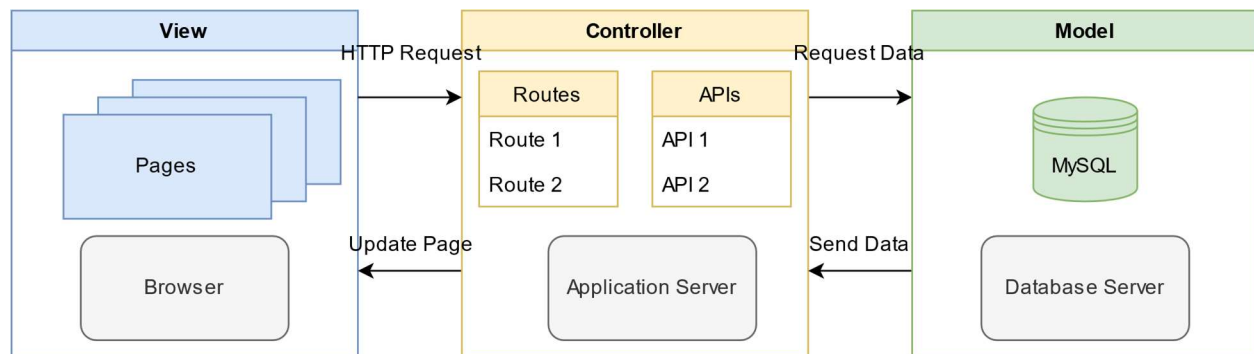 View
Controller
Model
HTTP Request
Request Data
Routes
APIs
Route 1
API 1
Route 2
API 2
Pages
MySQL
Update Page
Send Data
Browser
Application Server
Database Server